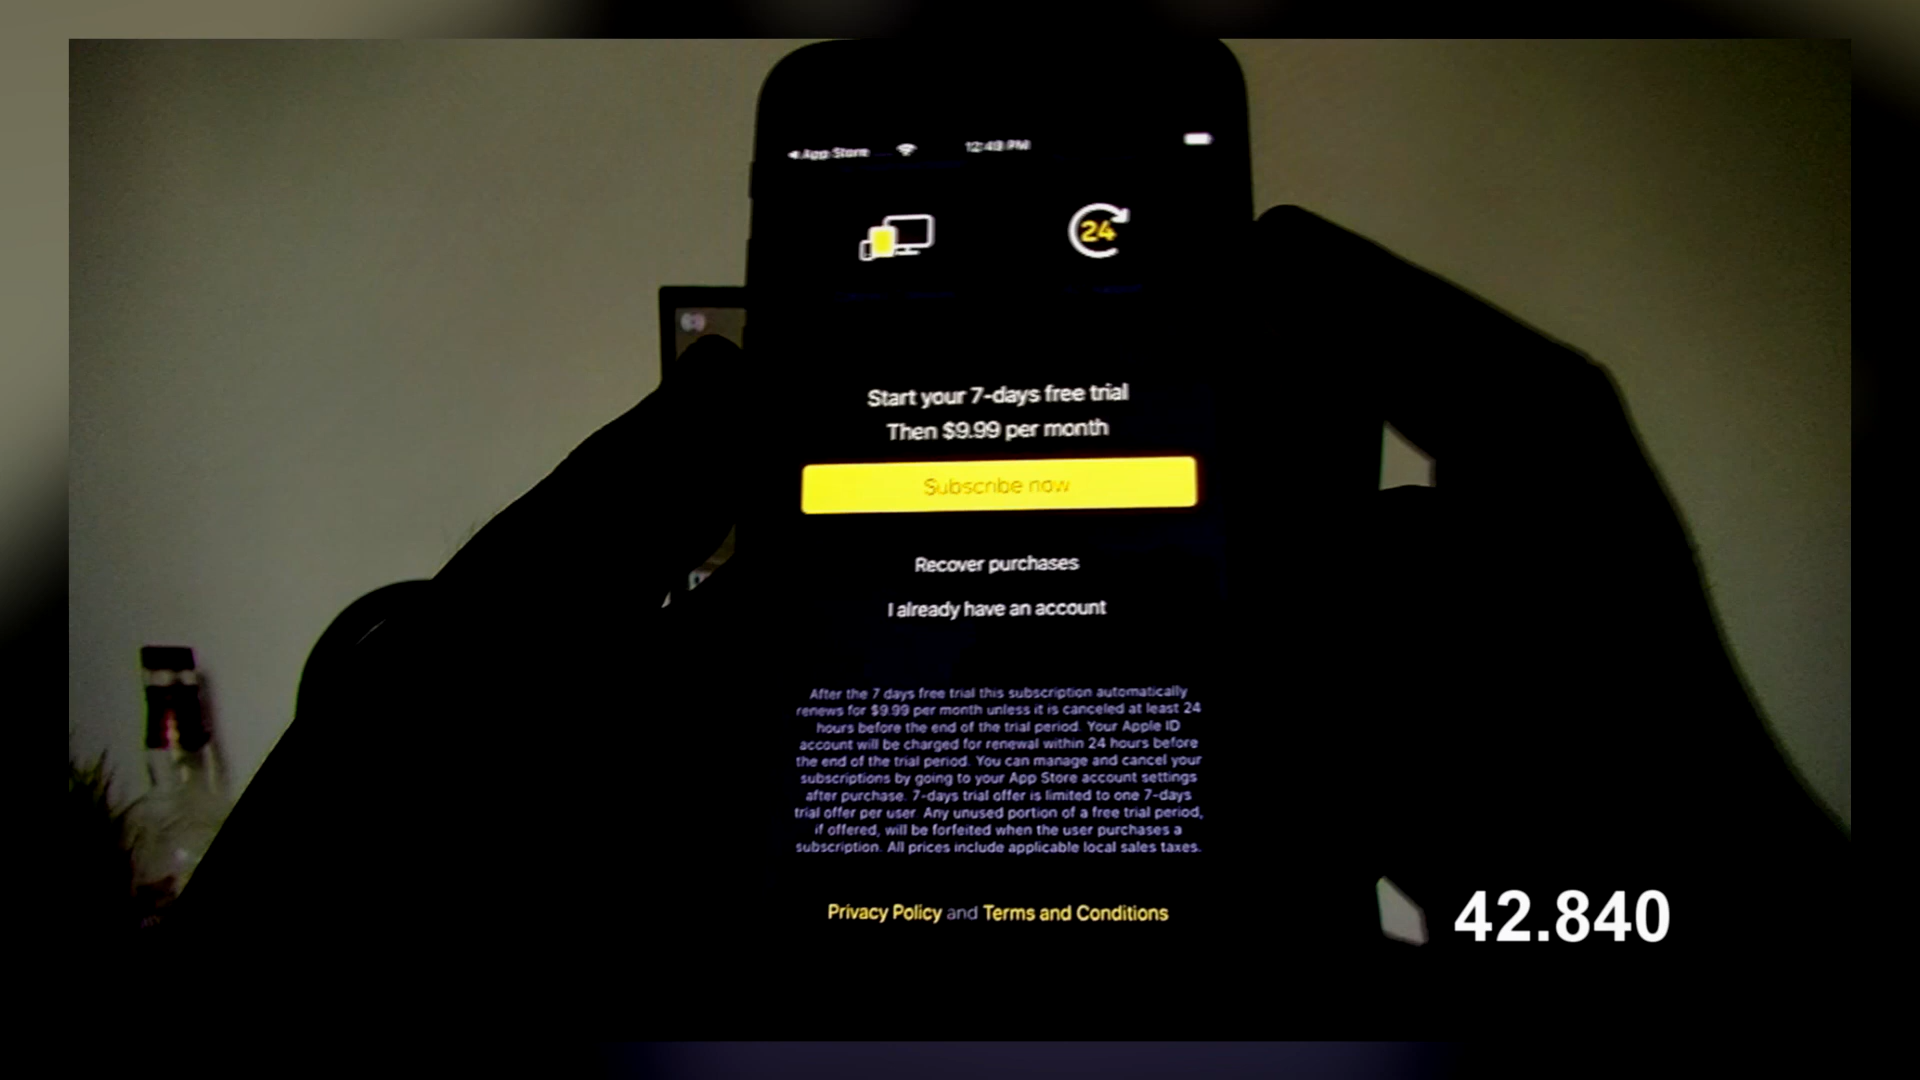 App Store
12:49 PM
24
Start your 7-days free trial
Then $9.99 per month
Subscribe now
Recover purchases
I already have an account
After the 7 days free trial this subscription automatically
renews for $9.99 per month unless it is canceled at least 24
hours before the end of the trial period. Your Apple ID
account will be charged for renewal within 24 hours before
the end of the trial period. You can manage and cancel your
subscriptions by going to your App Store account settings
after purchase. 7-days trial offer is limited to one 7-days
trial offer per user. Any unused portion of a free trial period,
if offered, will be forfeited when the user purchases a
subscription. All prices include applicable local sales taxes.
Privacy Policy and Terms and Conditions
42.840